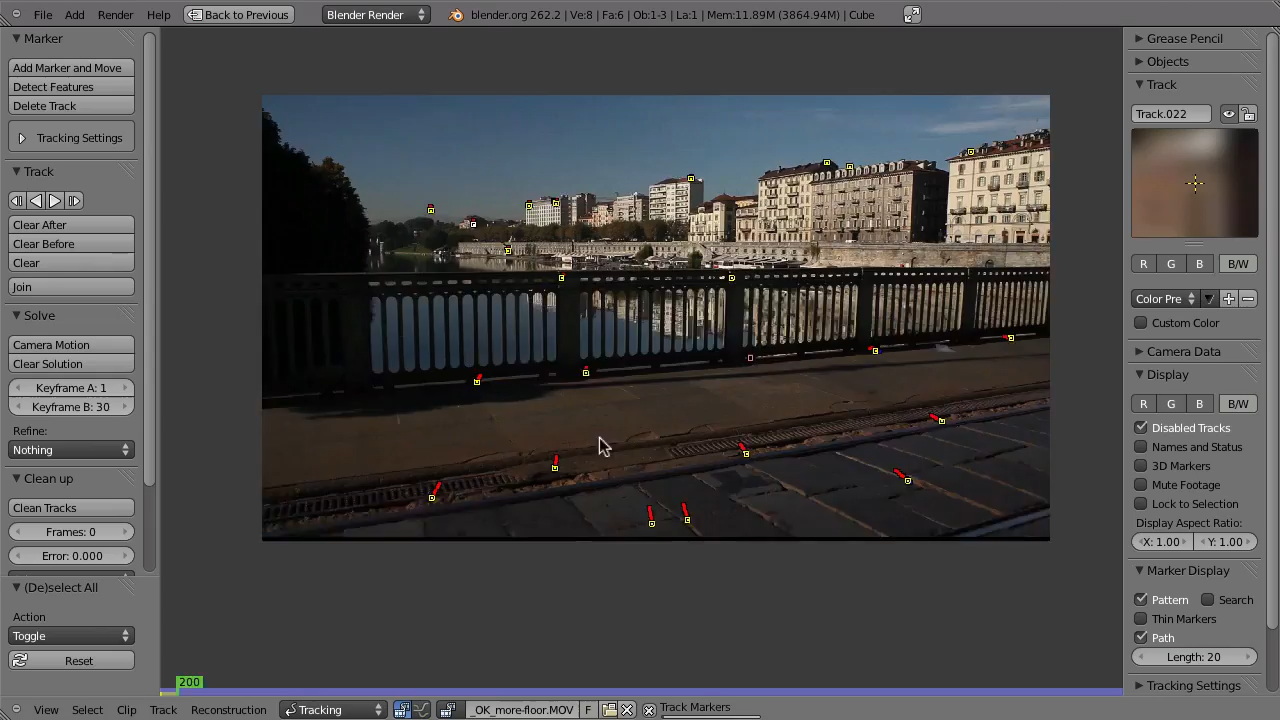 File Add Render Help Back to Previous Blender Render blender.org 262.2 | Ve:8 | Fa:6 | Ob:1-3 | La:1 | Mem:11.89M (3864.94M) | Cube
Marker
Add Marker and Move
Detect Features
Delete Track
Tracking Settings
Track
Clear After
Clear Before
Clear
Join
Solve
Camera Motion
Clear Solution
Keyframe A: 1
Keyframe B: 30
Refine:
Nothing
Clean up
Clean Tracks
Frames: 0
Error: 0.000
(De)select All
Action
Toggle
Reset
Grease Pencil
Objects
Track
Track.022
R G B B/W
Color Pre
Custom Color
Camera Data
Display
R G B B/W
Disabled Tracks
Names and Status
3D Markers
Mute Footage
Lock to Selection
Display Aspect Ratio:
X: 1.00 Y: 1.00
Marker Display
Pattern Search
Thin Markers
Path
Length: 20
Tracking Settings
200
View Select Clip Track Reconstruction Tracking _OK_more-floor.MOV F Track Markers